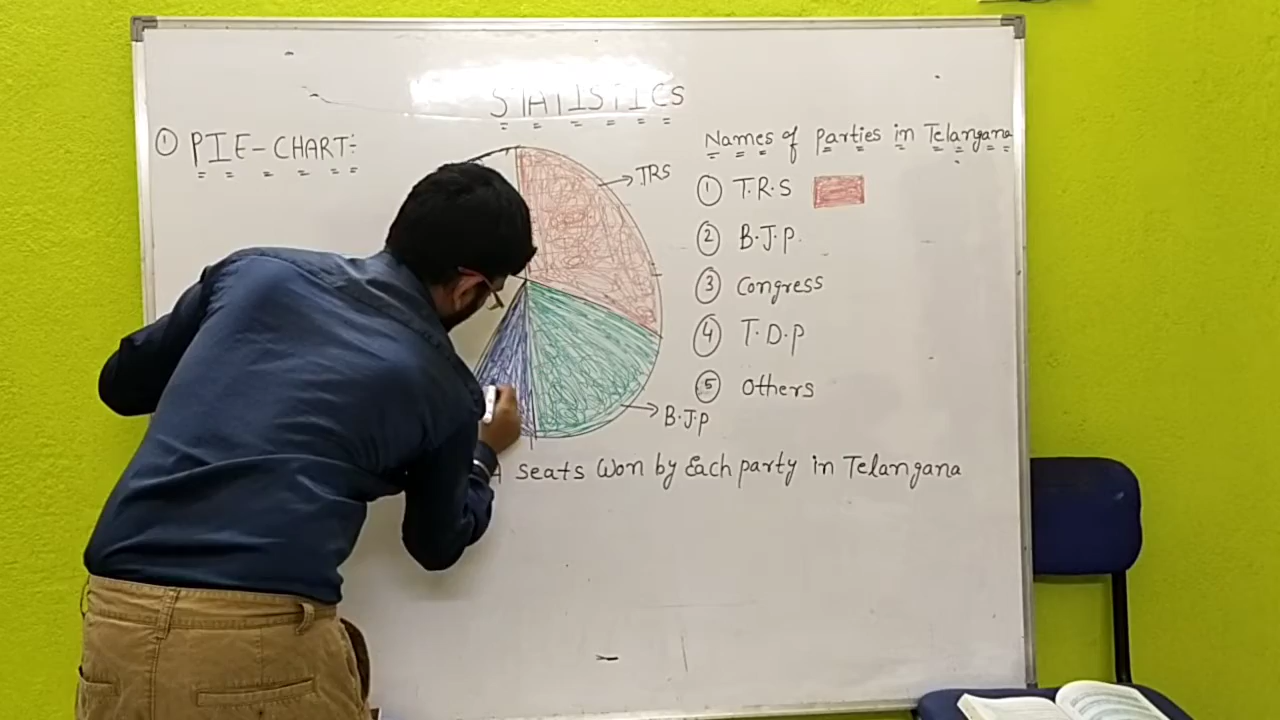 STATISTICS
① PIE-CHART:
TRS
B.J.P
Names of parties in Telangana
① T.R.S
② B.J.P.
③ Congress
④ T.D.P
⑤ Others
seats won by Each party in Telangana